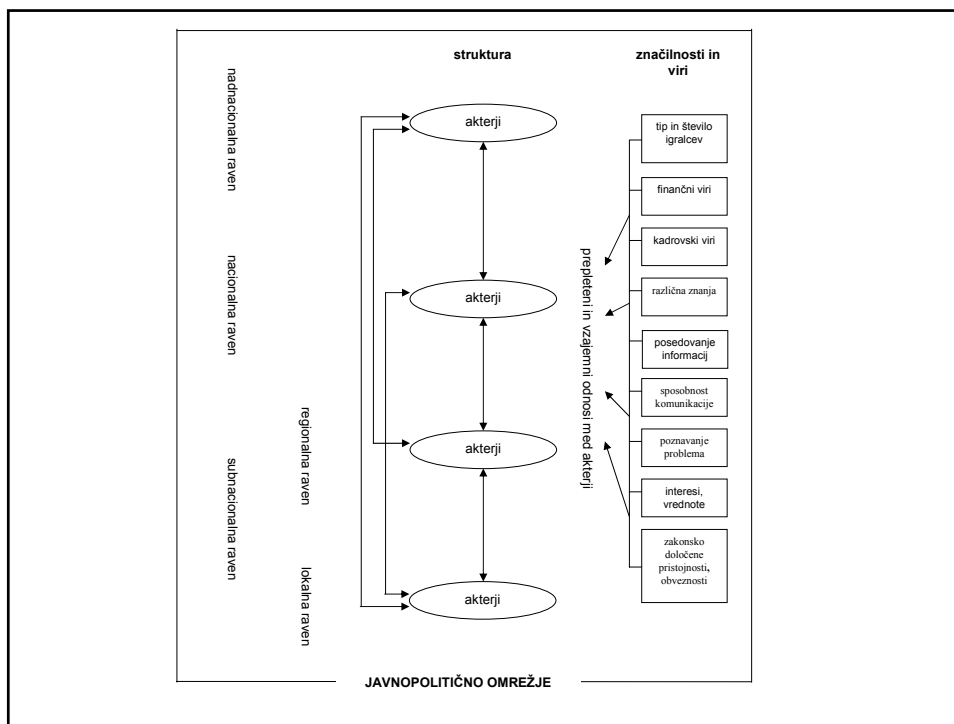 struktura
značilnosti in
viri
nadnacionalna raven
nacionalna raven
subnacionalna raven
regionalna raven
lokalna raven
akterji
akterji
akterji
akterji
prepleteni in vzajemni odnosi med akterji
tip in število
igralcev
finančni viri
kadrovski viri
različna znanja
posedovanje
informacij
sposobnost
komunikacije
poznavanje
problema
interesi,
vrednote
zakonsko
določene
pristojnosti,
obveznosti
JAVNOPOLITIČNO OMREŽJE